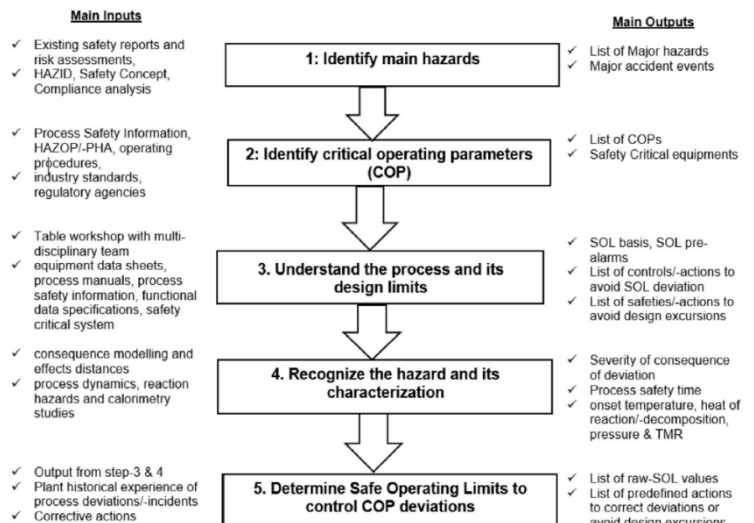 Main Inputs
Existing safety reports and
risk assessments,
HAZID, Safety Concept,
Compliance analysis
1: Identify main hazards
Main Outputs
List of Major hazards
Major accident events
Process Safety Information,
HAZOP/-PHA, operating
procedures,
industry standards,
regulatory agencies
2: Identify critical operating parameters
(COP)
List of COPs
Safety Critical equipments
Table workshop with multi-
disciplinary team
equipment data sheets,
process manuals, process
safety information, functional
data specifications, safety
critical system
3. Understand the process and its
design limits
SOL basis, SOL pre-
alarms
List of controls/-actions to
avoid SOL deviation
List of safeties/-actions to
avoid design excursions
consequence modelling and
effects distances
process dynamics, reaction
hazards and calorimetry
studies
4. Recognize the hazard and its
characterization
Severity of consequence
of deviation
Process safety time
onset temperature, heat of
reaction/-decomposition,
pressure & TMR
Output from step-3 & 4
Plant historical experience of
process deviations/-incidents
Corrective actions
5. Determine Safe Operating Limits to
control COP deviations
List of raw-SOL values
List of predefined actions
to correct deviations or
avoid design excursions